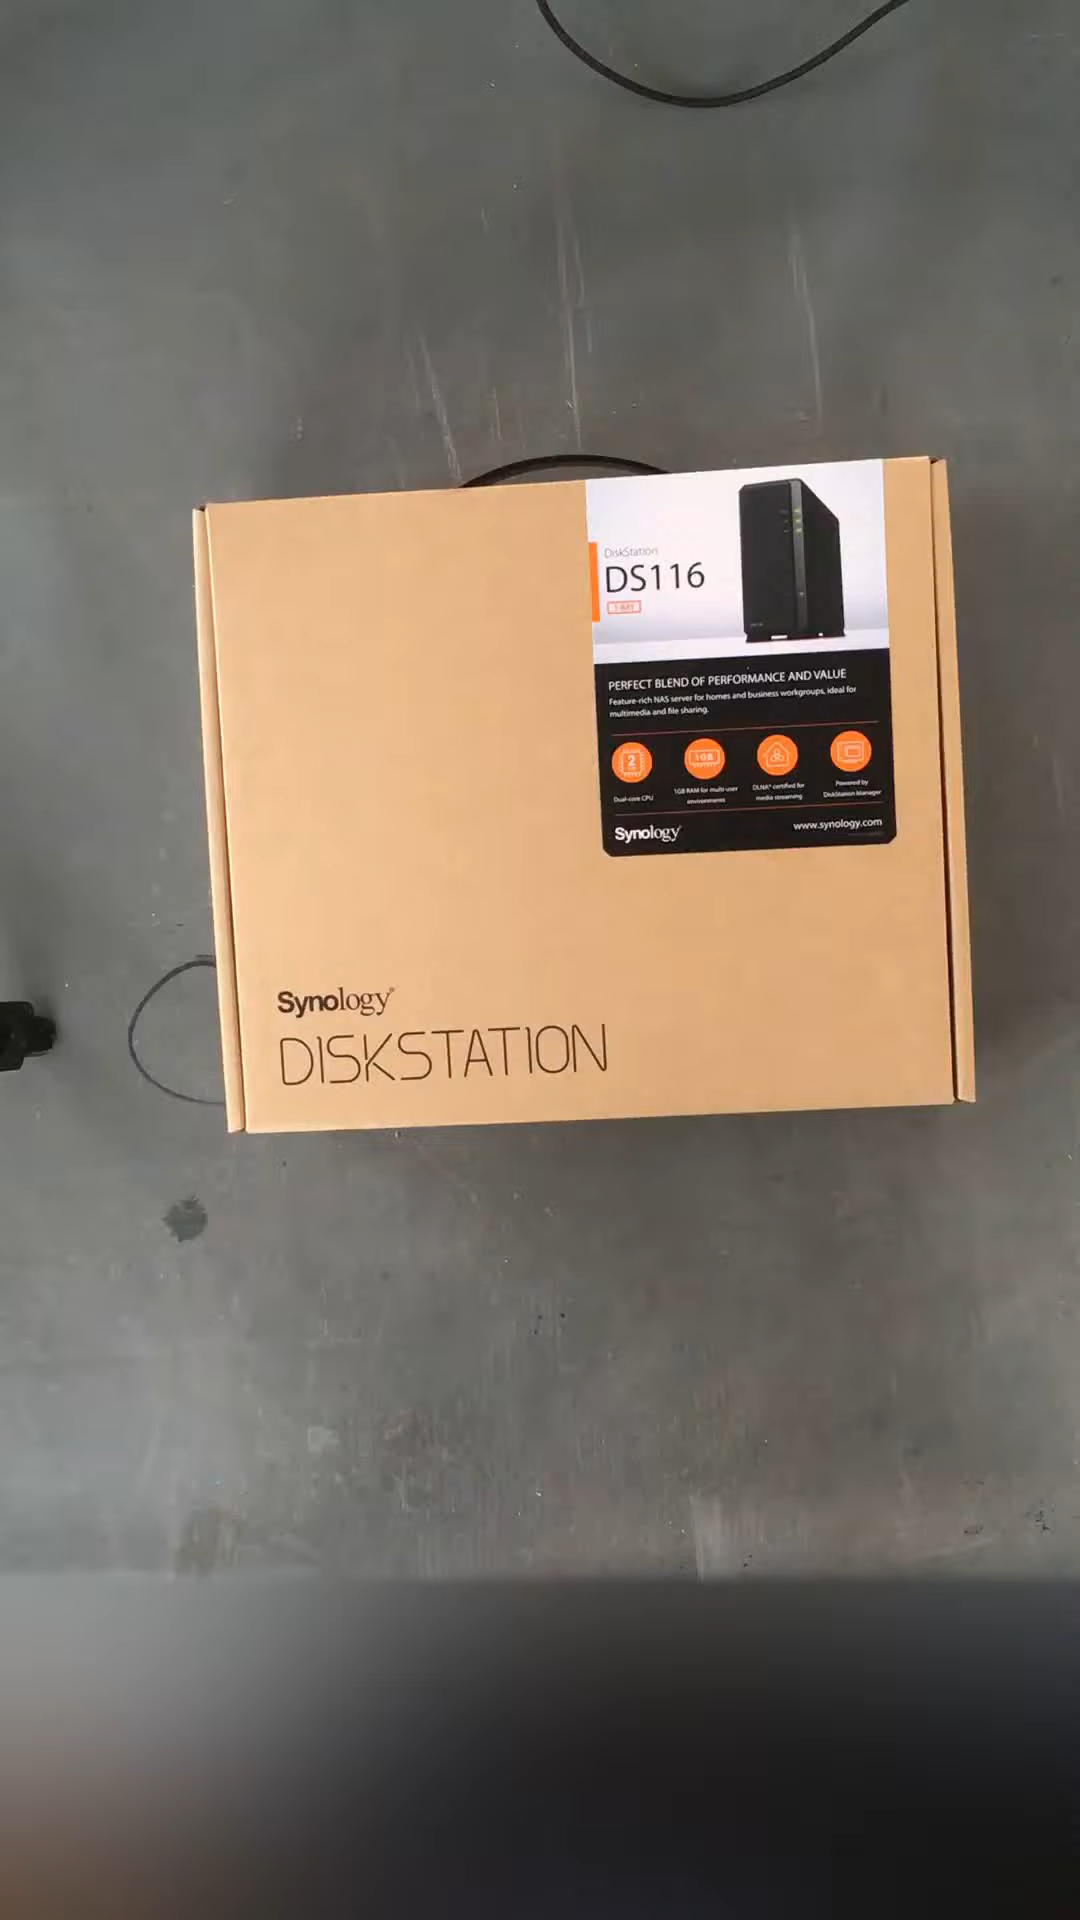 DiskStation
DS116
1-BAY
PERFECT BLEND OF PERFORMANCE AND VALUE
Feature-rich NAS server for homes and business workgroups, ideal for
multimedia and file sharing.
2
Dual-core CPU
1GB
1GB RAM for multi-user
environments
DLNA® certified for
media streaming
Powered by
DiskStation Manager
Synology®
www.synology.com
Synology®
DISKSTATION